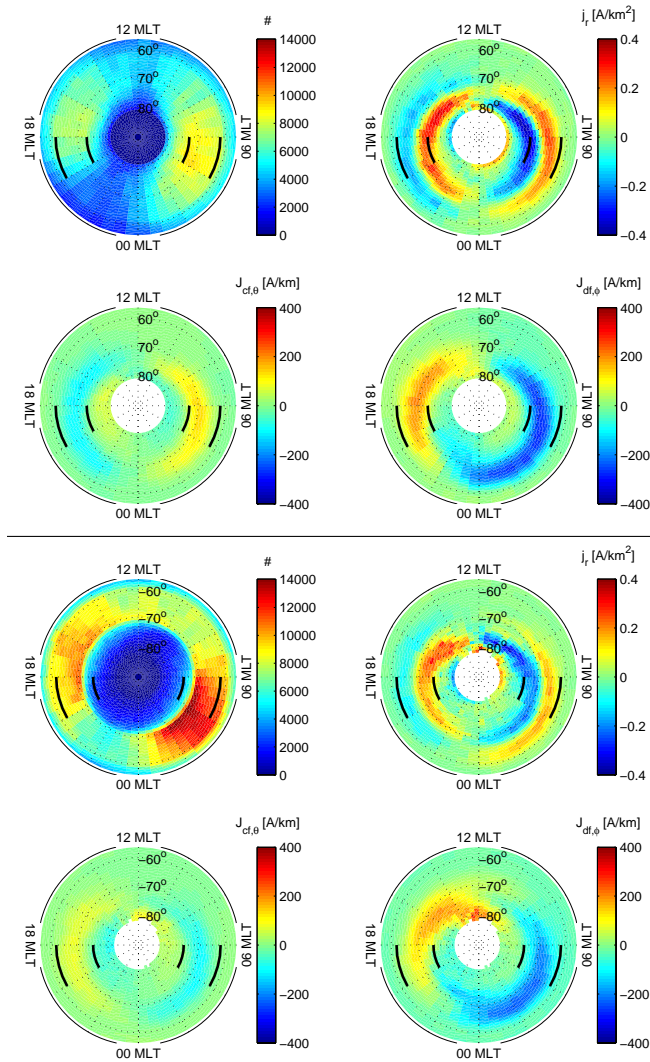 12 MLT
18 MLT
06 MLT
00 MLT
60°
70°
80°
#
14000
12000
10000
8000
6000
4000
2000
0
12 MLT
18 MLT
06 MLT
00 MLT
60°
70°
80°
j_r [A/km²]
0.4
0.2
0
−0.2
−0.4
12 MLT
18 MLT
06 MLT
00 MLT
60°
70°
80°
J_cf,θ [A/km]
400
200
0
−200
−400
12 MLT
18 MLT
06 MLT
00 MLT
60°
70°
80°
J_df,ϕ [A/km]
400
200
0
−200
−400
12 MLT
18 MLT
06 MLT
00 MLT
−60°
−70°
−80°
#
14000
12000
10000
8000
6000
4000
2000
0
12 MLT
18 MLT
06 MLT
00 MLT
−60°
−70°
−80°
j_r [A/km²]
0.4
0.2
0
−0.2
−0.4
12 MLT
18 MLT
06 MLT
00 MLT
−60°
−70°
−80°
J_cf,θ [A/km]
400
200
0
−200
−400
12 MLT
18 MLT
06 MLT
00 MLT
−60°
−70°
−80°
J_df,ϕ [A/km]
400
200
0
−200
−400